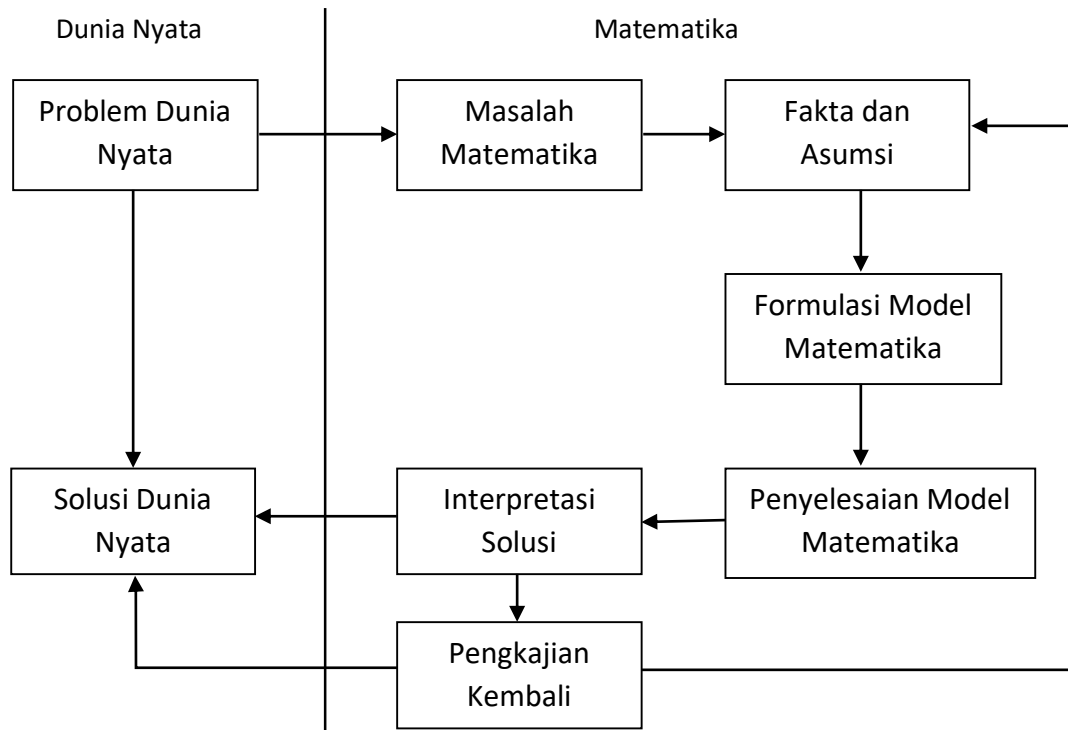 Dunia Nyata
Matematika
Problem Dunia
Nyata
Masalah
Matematika
Fakta dan
Asumsi
Formulasi Model
Matematika
Solusi Dunia
Nyata
Interpretasi
Solusi
Penyelesaian Model
Matematika
Pengkajian
Kembali